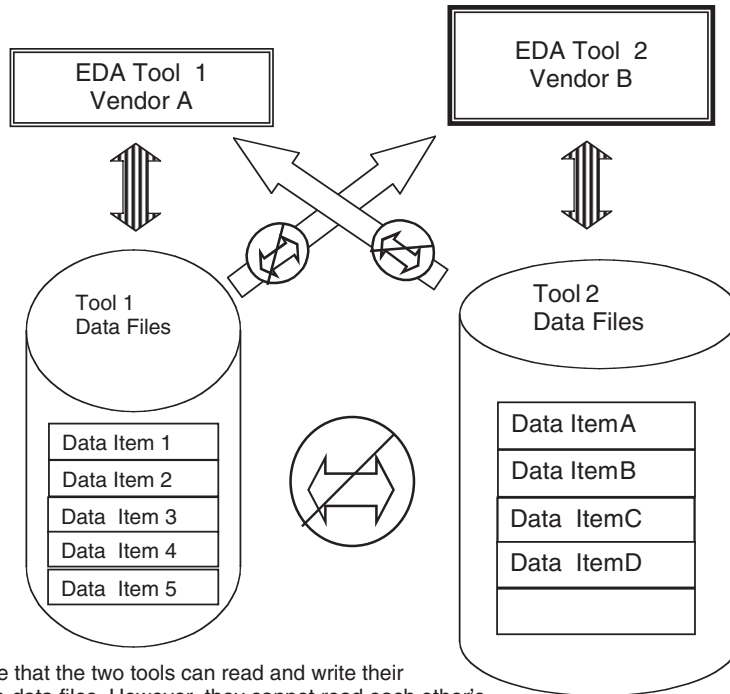 EDA Tool 1
Vendor A
EDA Tool 2
Vendor B
Tool 1
Data Files
Tool 2
Data Files
Data Item 1
Data Item 2
Data Item 3
Data Item 4
Data Item 5
Data ItemA
Data ItemB
Data ItemC
Data ItemD
that the two tools can read and write their
data files. However, they cannot read each other's